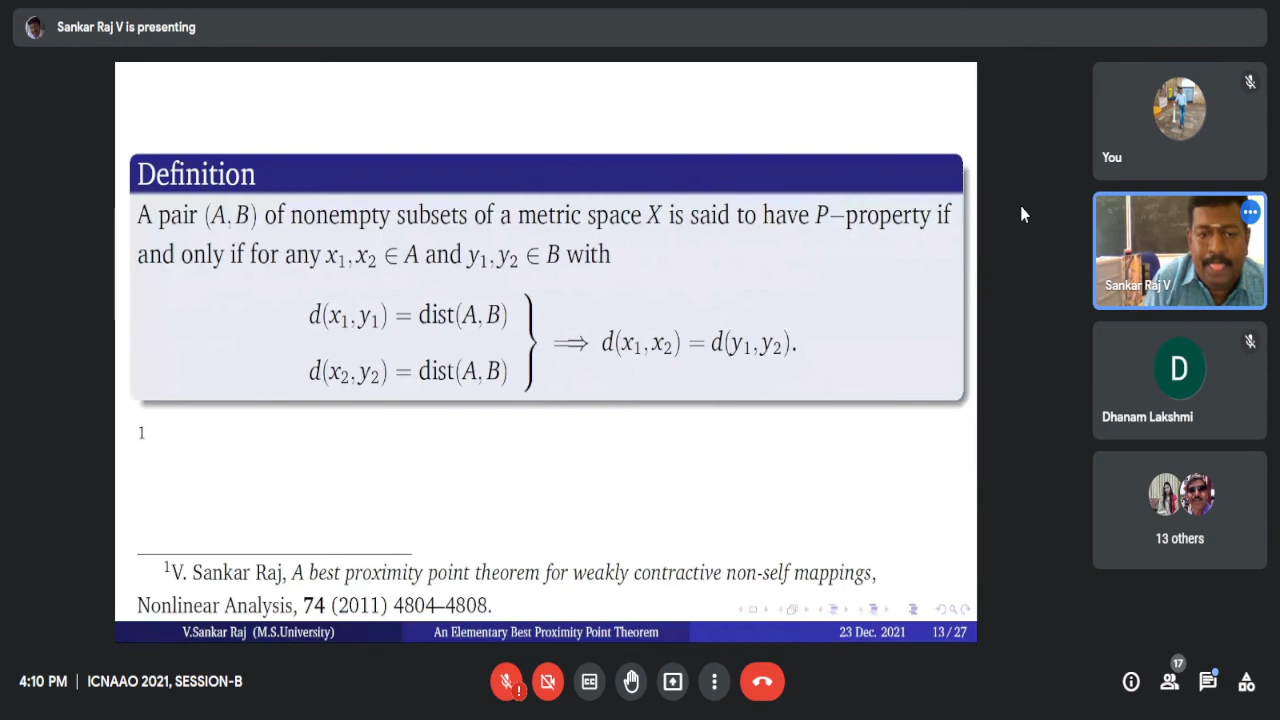 Sankar Raj V is presenting
Definition
A pair (A, B) of nonempty subsets of a metric space X is said to have P−property if
and only if for any x₁, x₂ ∈ A and y₁, y₂ ∈ B with
d(x₁, y₁) = dist(A, B)
d(x₂, y₂) = dist(A, B)
} ⟹ d(x₁, x₂) = d(y₁, y₂).
1
¹V. Sankar Raj, A best proximity point theorem for weakly contractive non-self mappings,
Nonlinear Analysis, 74 (2011) 4804–4808.
V.Sankar Raj (M.S.University) An Elementary Best Proximity Point Theorem 23 Dec. 2021 13 / 27
You
Sankar Raj V
D
Dhanam Lakshmi
13 others
4:10 PM | ICNAAO 2021, SESSION-B
CC
!
17